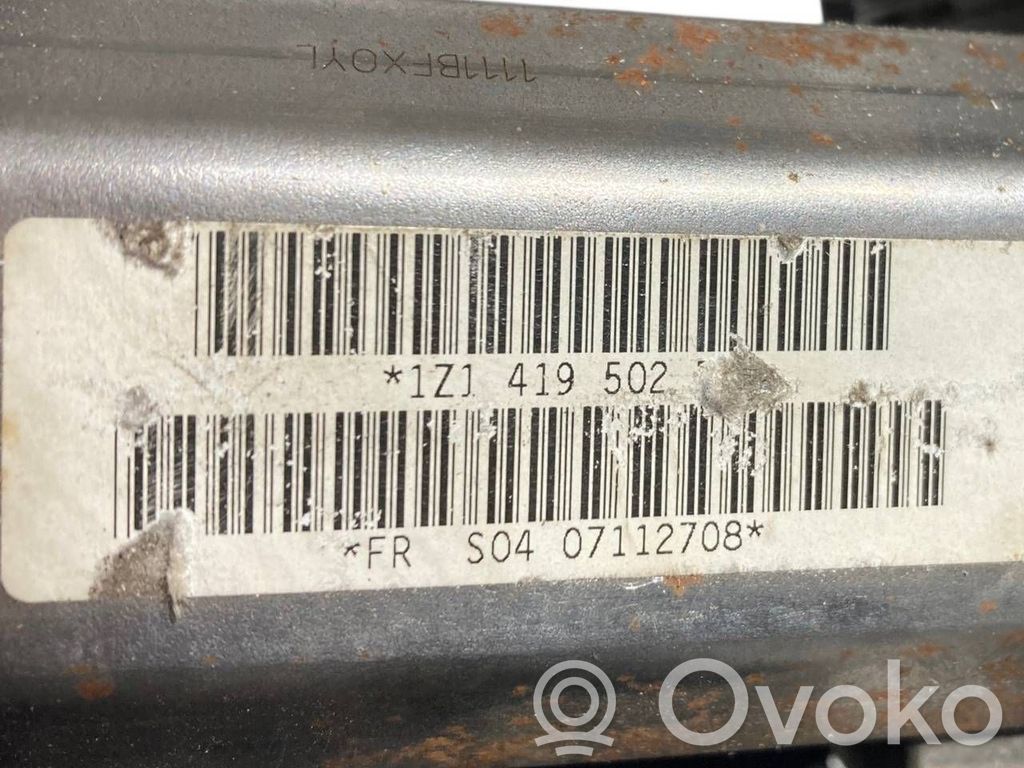 1111BFX0YL
*1Z1 419 502
*FR S04 07112708*
Ovoko